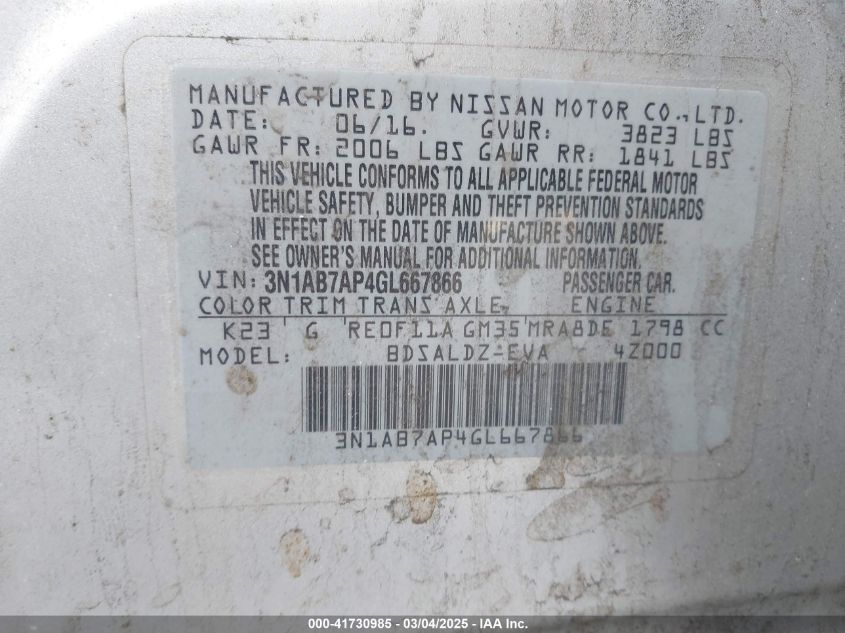 MANUFACTURED BY NISSAN MOTOR CO., LTD.
DATE: 06/16. GVWR: 3823 LBS
GAWR FR: 2006 LBS GAWR RR: 1841 LBS
THIS VEHICLE CONFORMS TO ALL APPLICABLE FEDERAL MOTOR
VEHICLE SAFETY, BUMPER AND THEFT PREVENTION STANDARDS
IN EFFECT ON THE DATE OF MANUFACTURE SHOWN ABOVE.
SEE OWNER'S MANUAL FOR ADDITIONAL INFORMATION.
VIN: 3N1AB7AP4GL667866 PASSENGER CAR.
COLOR TRIM TRANS AXLE, ENGINE
K23 G RE0F11A GM35 MRA8DE 1798 CC
MODEL: BDSALDZ-EVA 4Z000
3N1AB7AP4GL667866
000-41730985 - 03/04/2025 - IAA Inc.